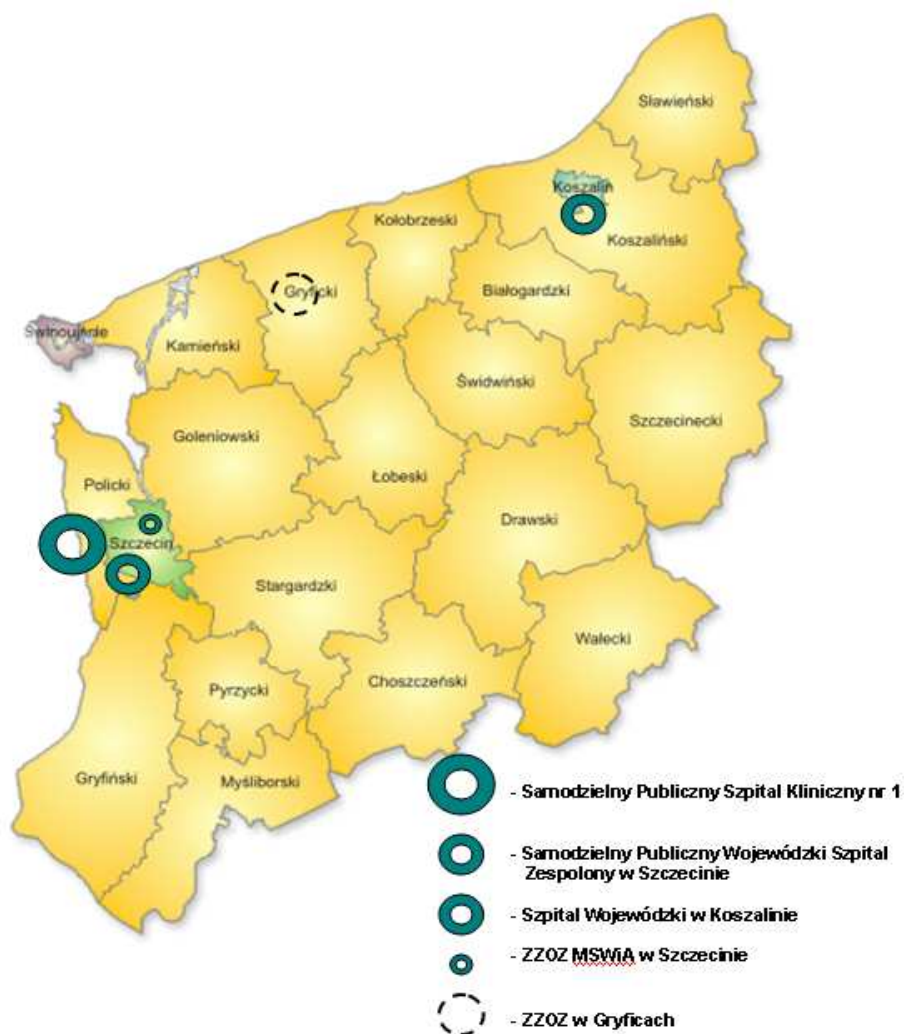 Sławieński
Koszalin
Kołobrzeski
Koszaliński
Gryficki
Białogardzki
Świnoujście
Kamieński
Świdwiński
Szczecinecki
Goleniowski
Łobeski
Policki
Drawski
Szczecin
Stargardzki
Wałecki
Choszczeński
Pyrzycki
Gryfiński
Myśliborski
- Samodzielny Publiczny Szpital Kliniczny nr 1
- Samodzielny Publiczny Wojewódzki Szpital
Zespolony w Szczecinie
- Szpital Wojewódzki w Koszalinie
- ZZOZ MSWiA w Szczecinie
- ZZOZ w Gryficach